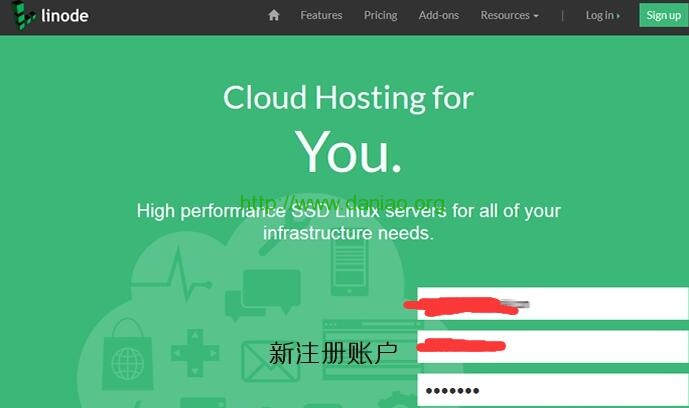 linode Features Pricing Add-ons Resources | Log in › Sign up
Cloud Hosting for
You.
http://www.danjao.org
High performance SSD Linux servers for all of your
infrastructure needs.
新注册账户
•••••••